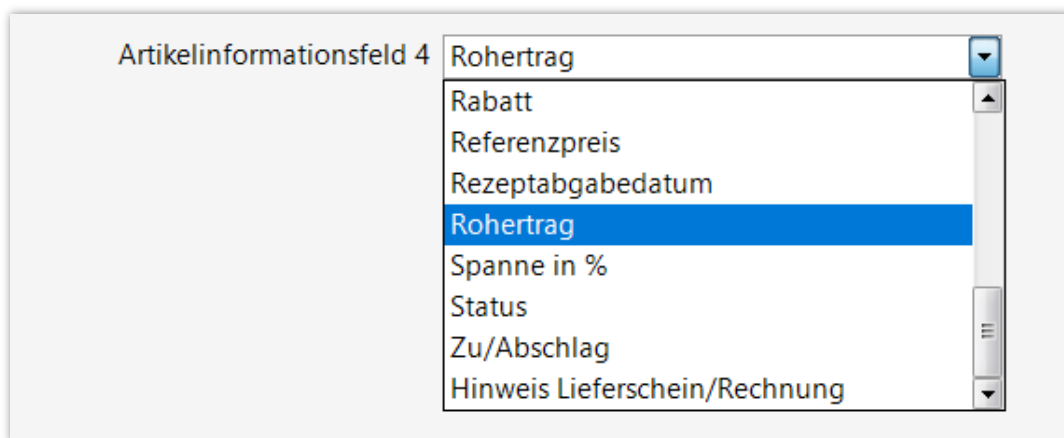 Artikelinformationsfeld 4 Rohertrag
Rabatt
Referenzpreis
Rezeptabgabedatum
Rohertrag
Spanne in %
Status
Zu/Abschlag
Hinweis Lieferschein/Rechnung